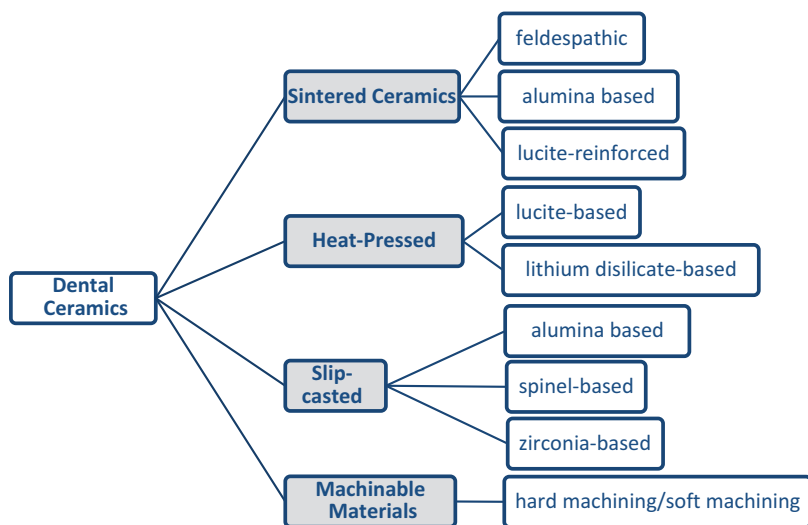 Dental
Ceramics
Sintered Ceramics
feldespathic
alumina based
lucite-reinforced
Heat-Pressed
lucite-based
lithium disilicate-based
Slip-
casted
alumina based
spinel-based
zirconia-based
Machinable
Materials
hard machining/soft machining